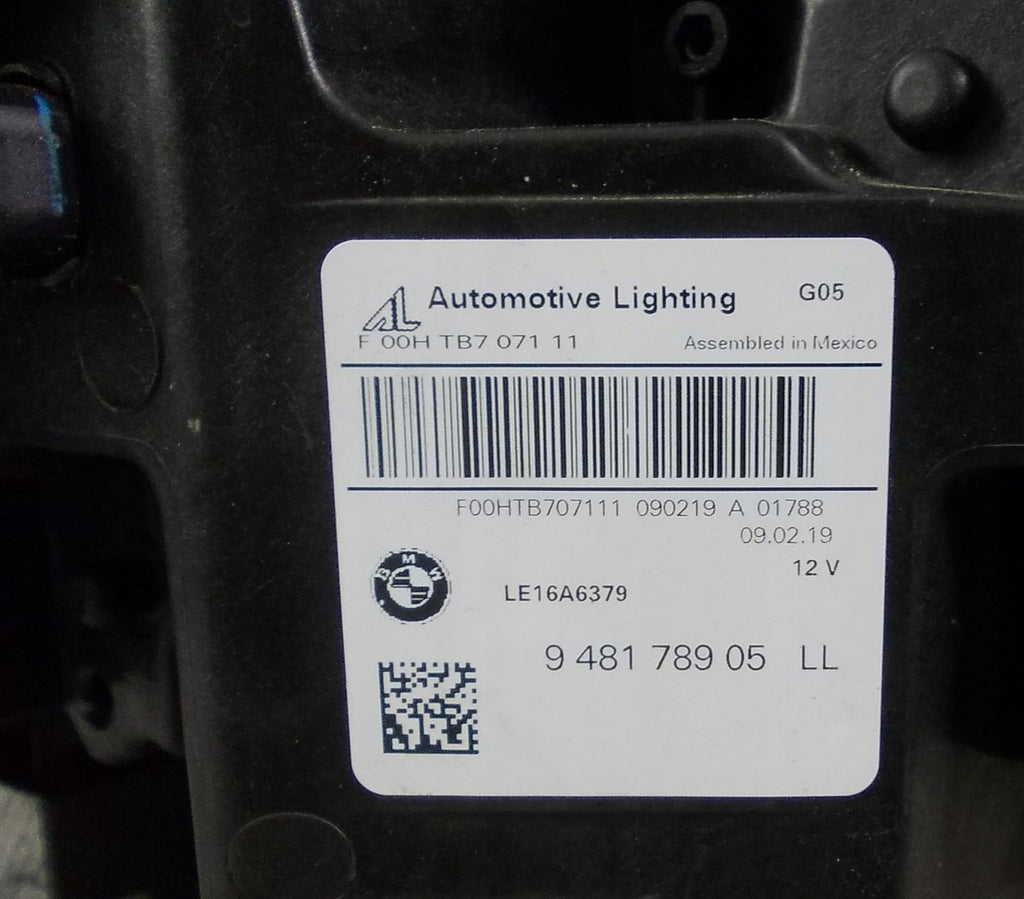 AL Automotive Lighting G05
F 00H TB7 071 11 Assembled in Mexico
F00HTB707111 090219 A 01788
09.02.19
12 V
BMW
LE16A6379
9 481 789 05 LL